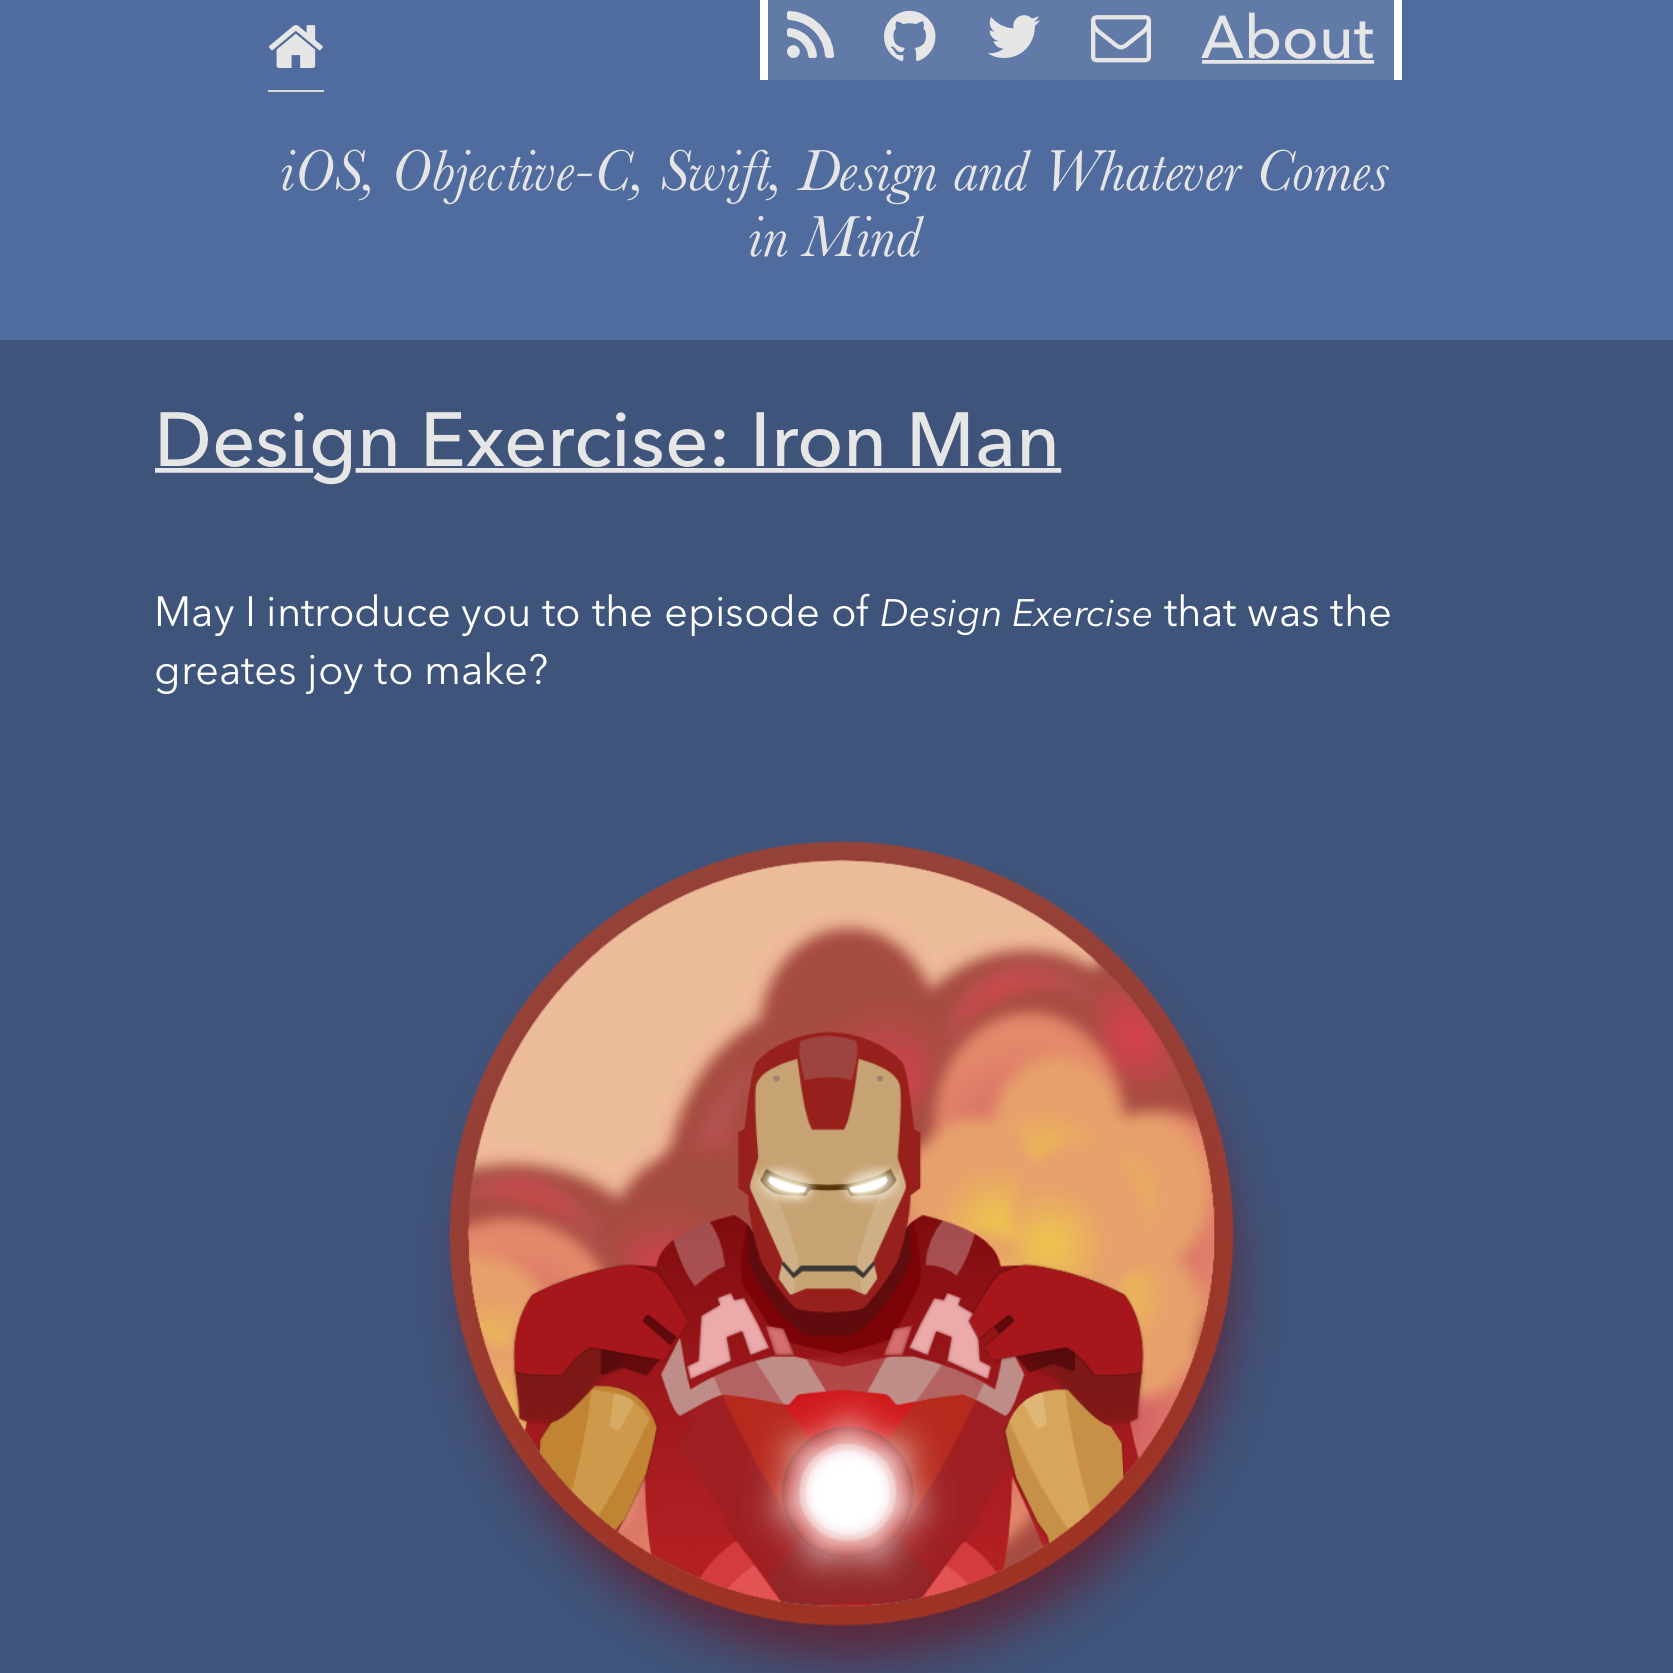 About
iOS, Objective-C, Swift, Design and Whatever Comes
in Mind
Design Exercise: Iron Man
May I introduce you to the episode of Design Exercise that was the
greates joy to make?